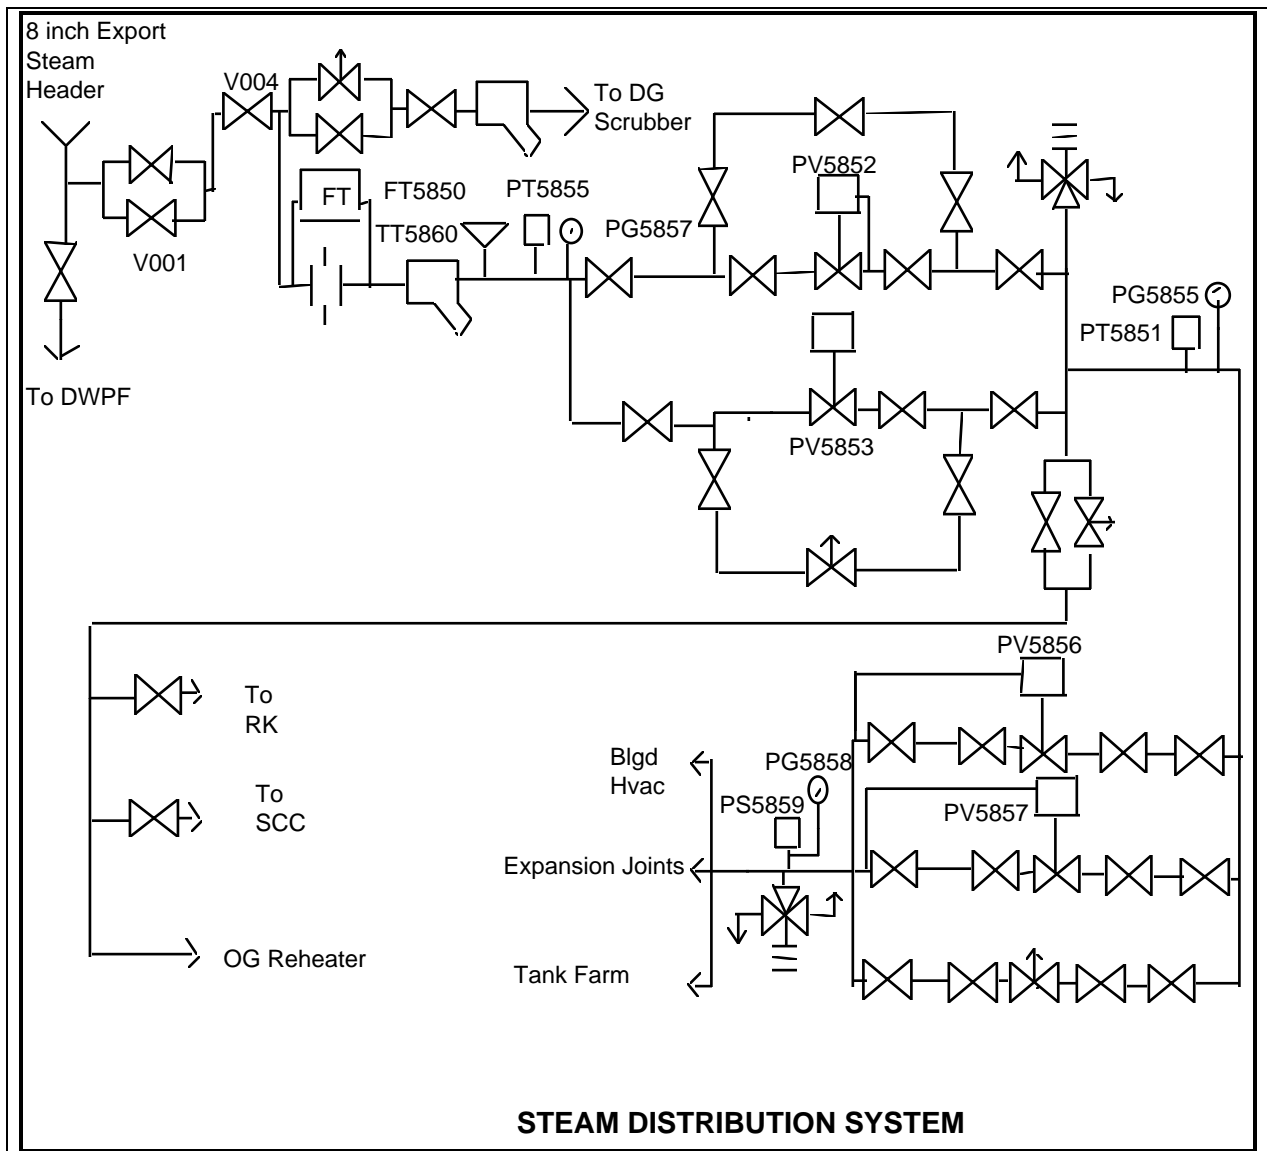 8 inch Export
Steam
Header
V004
To DG
Scrubber
V001
FT
FT5850
TT5860
PT5855
PG5857
PV5852
PG5855
PT5851
To DWPF
PV5853
PV5856
To
RK
To
SCC
Blgd
Hvac
PG5858
PS5859
PV5857
Expansion Joints
OG Reheater
Tank Farm
STEAM DISTRIBUTION SYSTEM